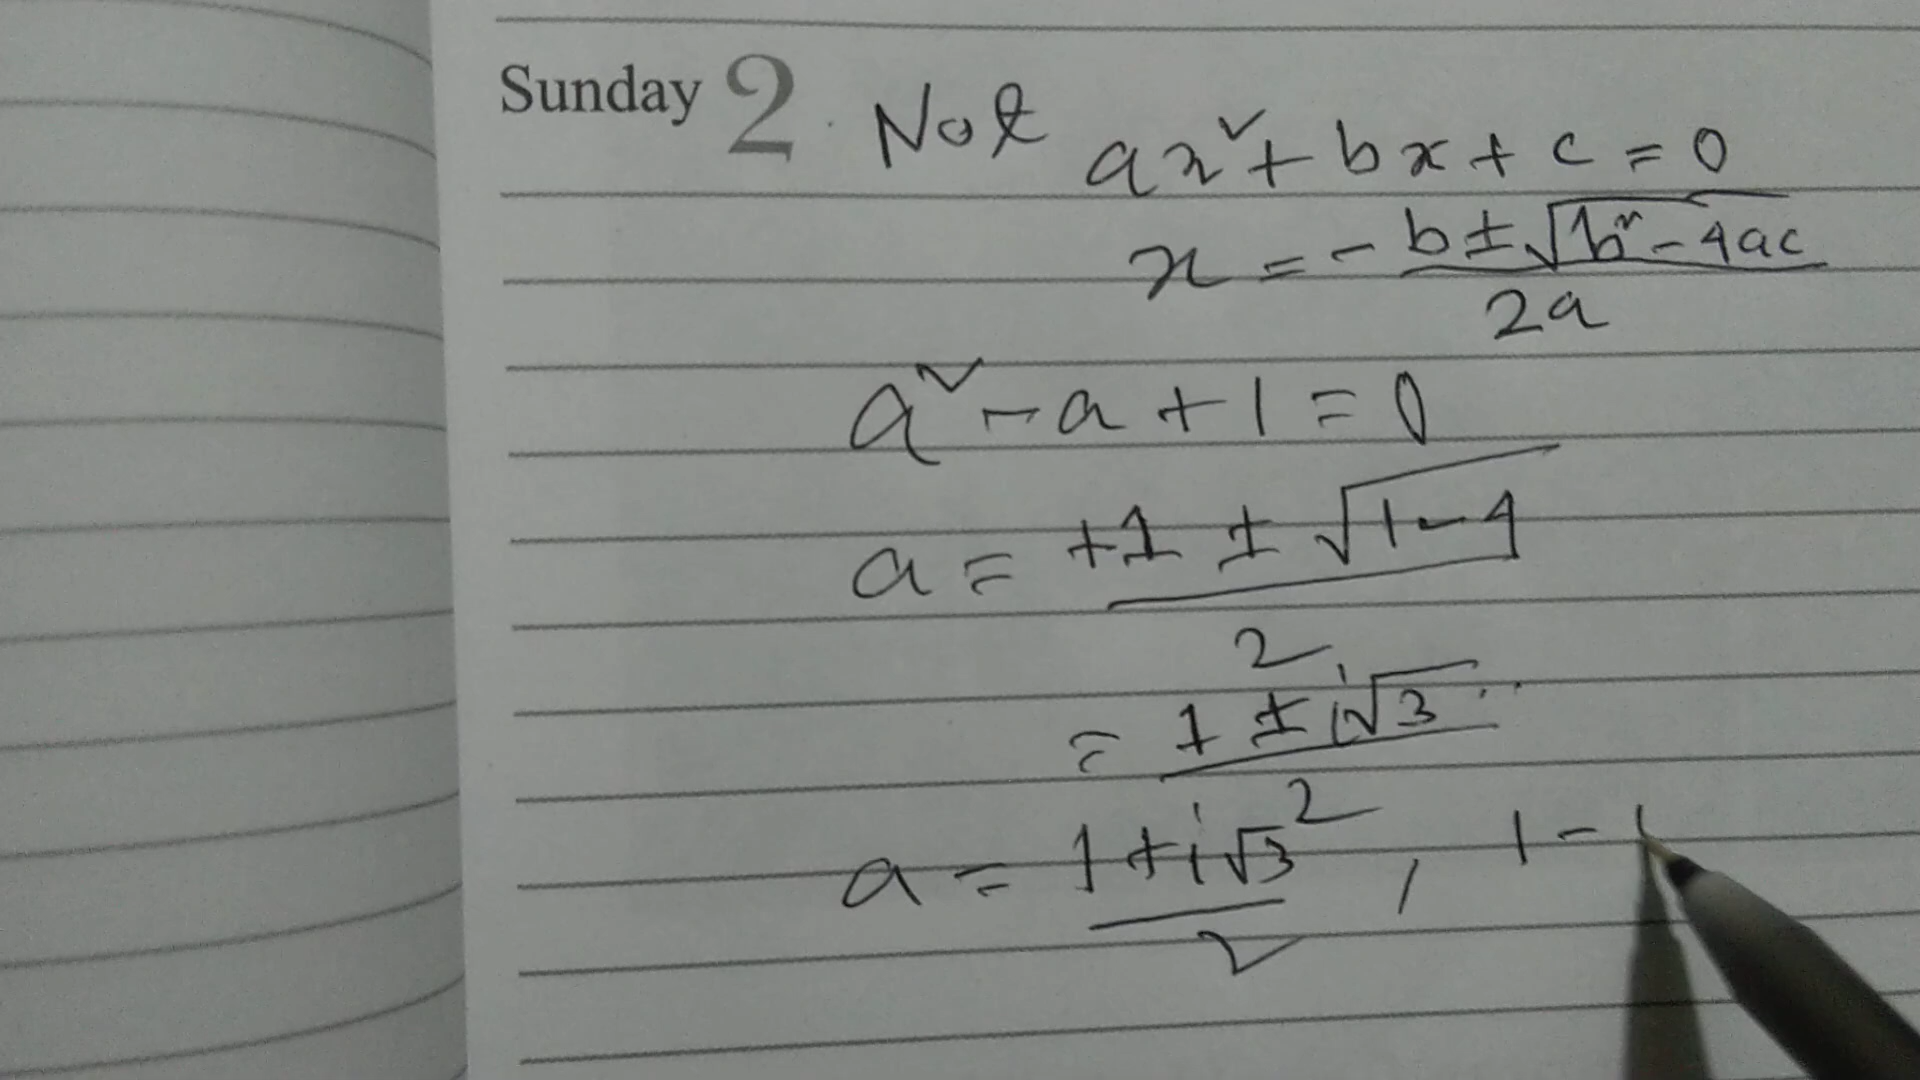 Sunday 2 Note
ax² + bx + c = 0
x = -b ± √b² - 4ac / 2a
a² - a + 1 = 0
a = +1 ± √1-4 / 2
= 1 ± i√3 / 2
a = 1 + i√3 / 2 , 1 -